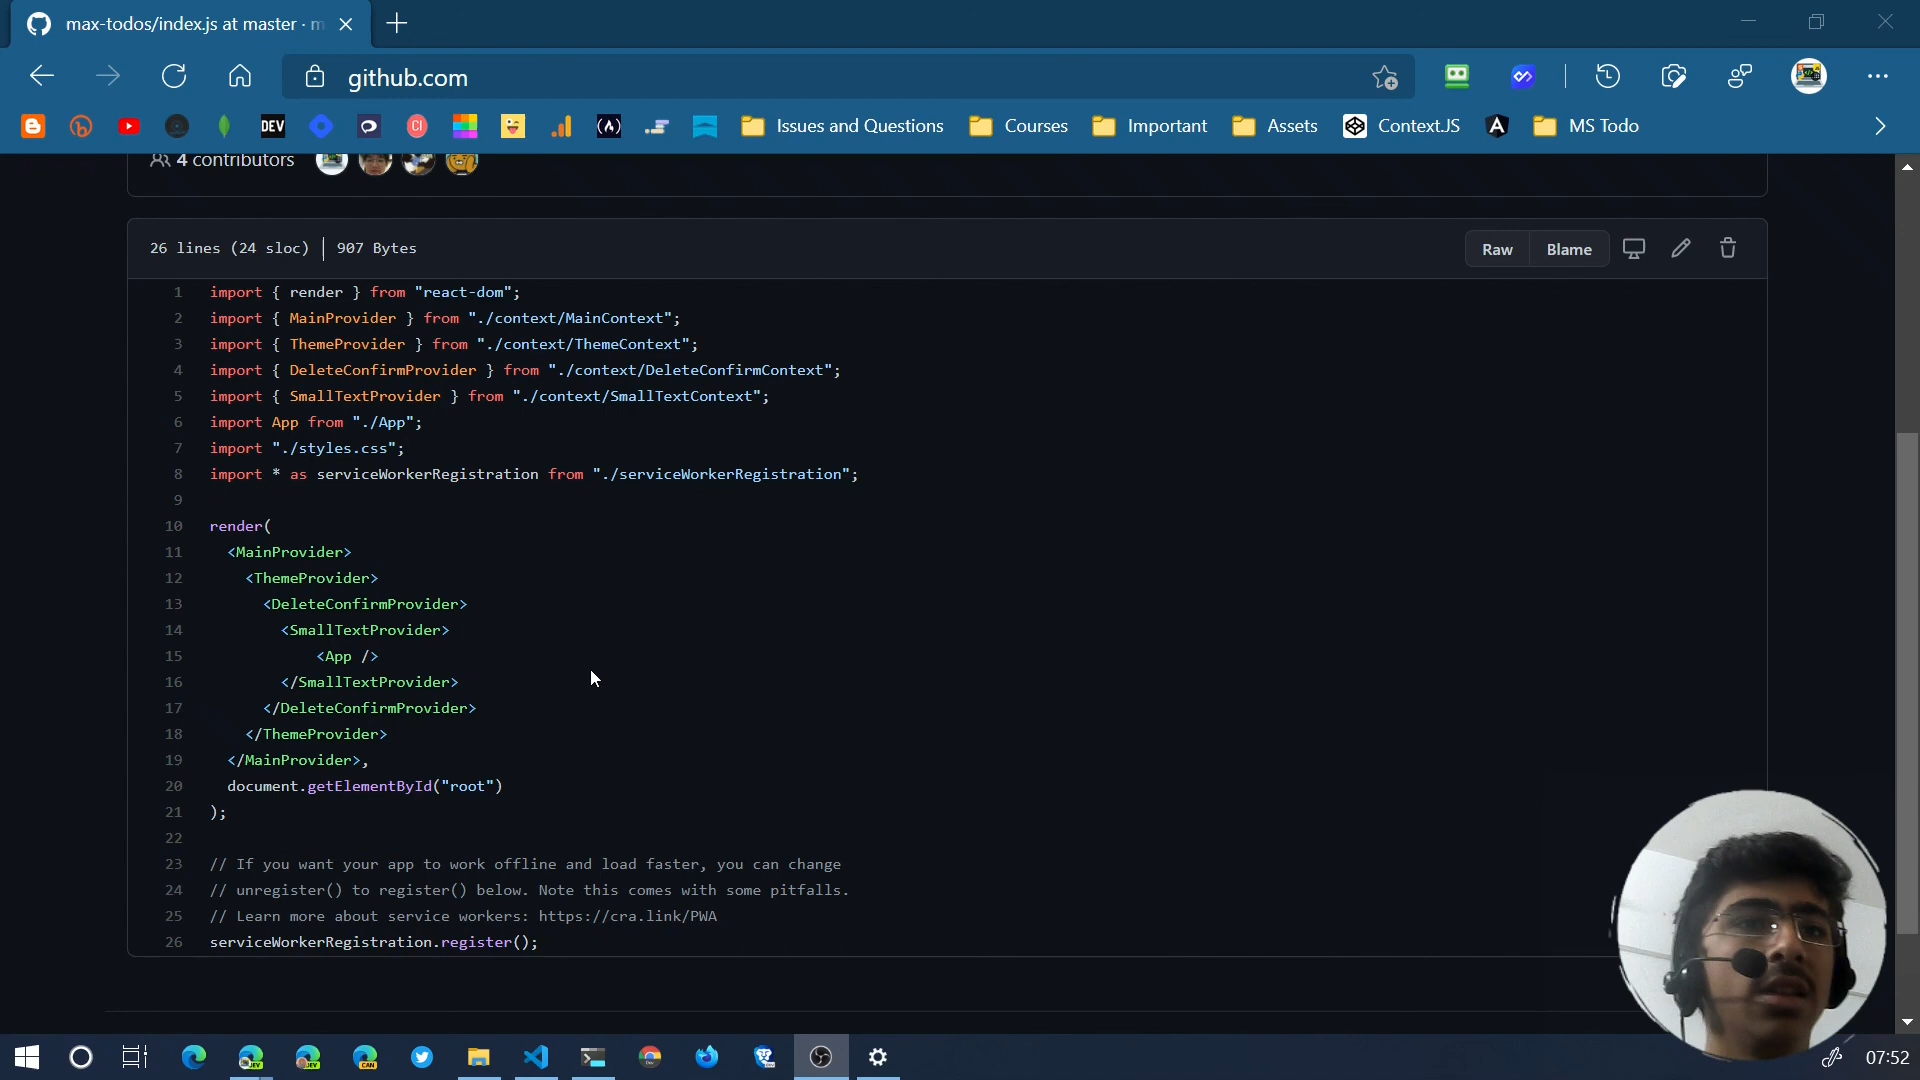 max-todos/index.js at master · m
github.com
DEV
CI
Issues and Questions
Courses
Important
Assets
ContextJS
A
MS Todo
4 contributors
26 lines (24 sloc) | 907 Bytes
Raw
Blame
1 import { render } from "react-dom";
2 import { MainProvider } from "./context/MainContext";
3 import { ThemeProvider } from "./context/ThemeContext";
4 import { DeleteConfirmProvider } from "./context/DeleteConfirmContext";
5 import { SmallTextProvider } from "./context/SmallTextContext";
6 import App from "./App";
7 import "./styles.css";
8 import * as serviceWorkerRegistration from "./serviceWorkerRegistration";
9
10 render(
11 <MainProvider>
12 <ThemeProvider>
13 <DeleteConfirmProvider>
14 <SmallTextProvider>
15 <App />
16 </SmallTextProvider>
17 </DeleteConfirmProvider>
18 </ThemeProvider>
19 </MainProvider>,
20 document.getElementById("root")
21 );
22
23 // If you want your app to work offline and load faster, you can change
24 // unregister() to register() below. Note this comes with some pitfalls.
25 // Learn more about service workers: https://cra.link/PWA
26 serviceWorkerRegistration.register();
DEV
DEV
CAN
07:52